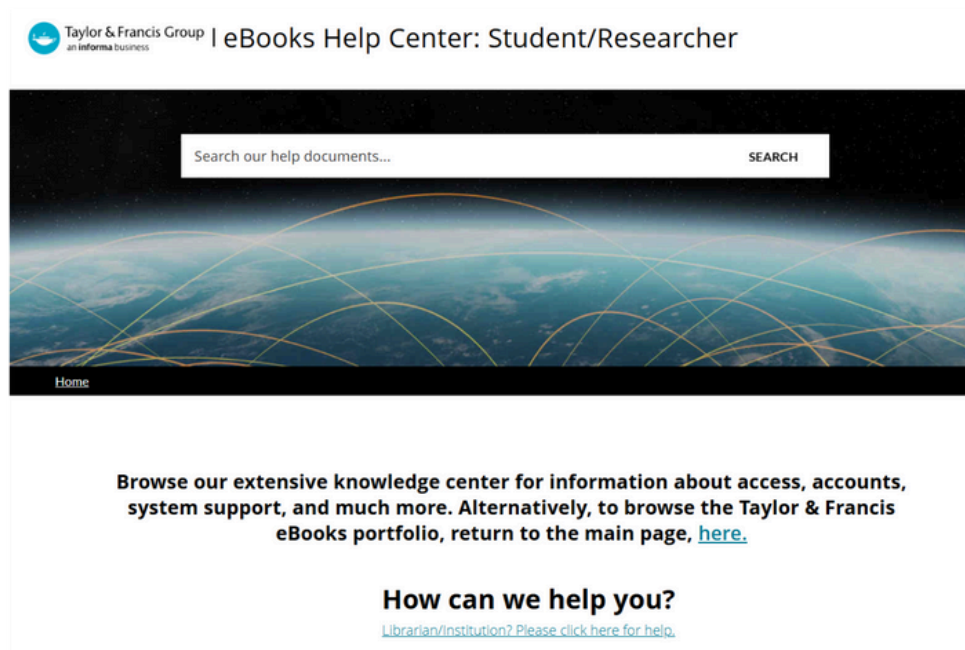 Taylor & Francis Group
an informa business
| eBooks Help Center: Student/Researcher
Search our help documents...
SEARCH
Home
Browse our extensive knowledge center for information about access, accounts,
system support, and much more. Alternatively, to browse the Taylor & Francis
eBooks portfolio, return to the main page, here.
How can we help you?
Librarian/Institution? Please click here for help.